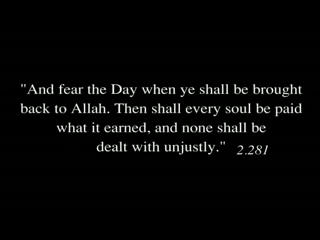 "And fear the Day when ye shall be brought
back to Allah. Then shall every soul be paid
what it earned, and none shall be
dealt with unjustly." 2.281